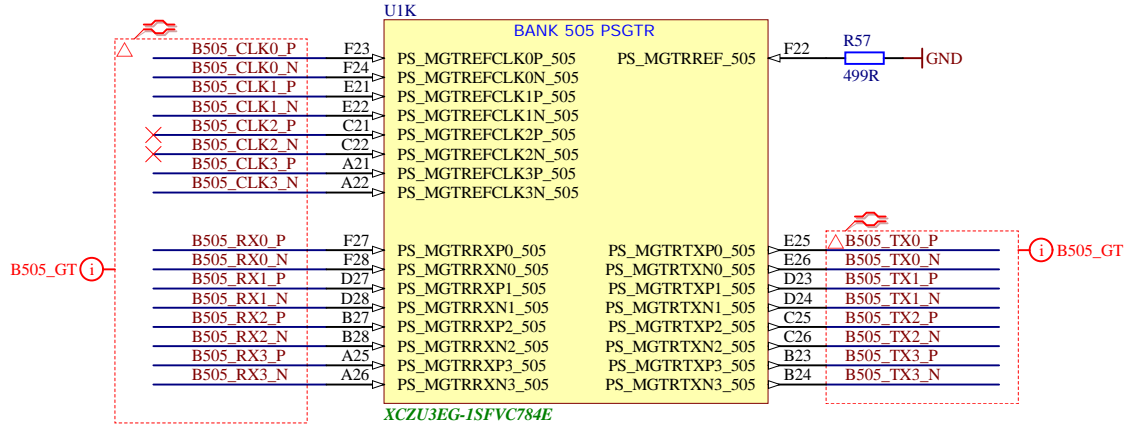 U1K
BANK 505 PSGTR
B505_CLK0_P F23 PS_MGTREFCLK0P_505 PS_MGTRREF_505 F22 R57 GND
499R
B505_CLK0_N F24 PS_MGTREFCLK0N_505
B505_CLK1_P E21 PS_MGTREFCLK1P_505
B505_CLK1_N E22 PS_MGTREFCLK1N_505
B505_CLK2_P C21 PS_MGTREFCLK2P_505
B505_CLK2_N C22 PS_MGTREFCLK2N_505
B505_CLK3_P A21 PS_MGTREFCLK3P_505
B505_CLK3_N A22 PS_MGTREFCLK3N_505
B505_RX0_P F27 PS_MGTRRXP0_505 PS_MGTRTXP0_505 E25 B505_TX0_P
B505_GT i
i B505_GT
B505_RX0_N F28 PS_MGTRRXN0_505 PS_MGTRTXN0_505 E26 B505_TX0_N
B505_RX1_P D27 PS_MGTRRXP1_505 PS_MGTRTXP1_505 D23 B505_TX1_P
B505_RX1_N D28 PS_MGTRRXN1_505 PS_MGTRTXN1_505 D24 B505_TX1_N
B505_RX2_P B27 PS_MGTRRXP2_505 PS_MGTRTXP2_505 C25 B505_TX2_P
B505_RX2_N B28 PS_MGTRRXN2_505 PS_MGTRTXN2_505 C26 B505_TX2_N
B505_RX3_P A25 PS_MGTRRXP3_505 PS_MGTRTXP3_505 B23 B505_TX3_P
B505_RX3_N A26 PS_MGTRRXN3_505 PS_MGTRTXN3_505 B24 B505_TX3_N
XCZU3EG-1SFVC784E